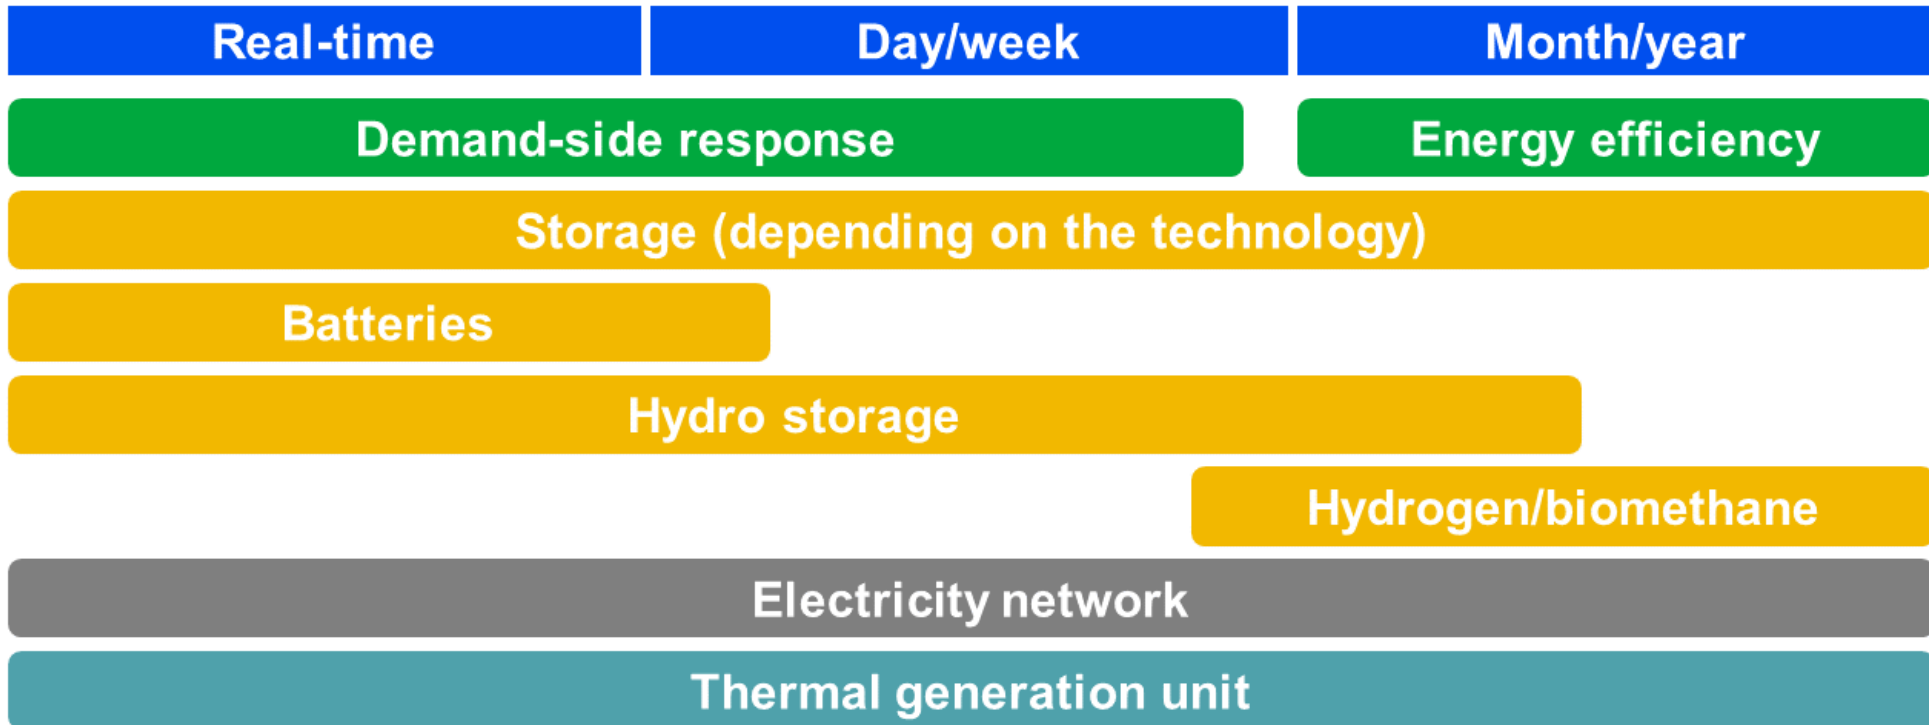 Real-time
Day/week
Month/year
Demand-side response
Energy efficiency
Storage (depending on the technology)
Batteries
Hydro storage
Hydrogen/biomethane
Electricity network
Thermal generation unit